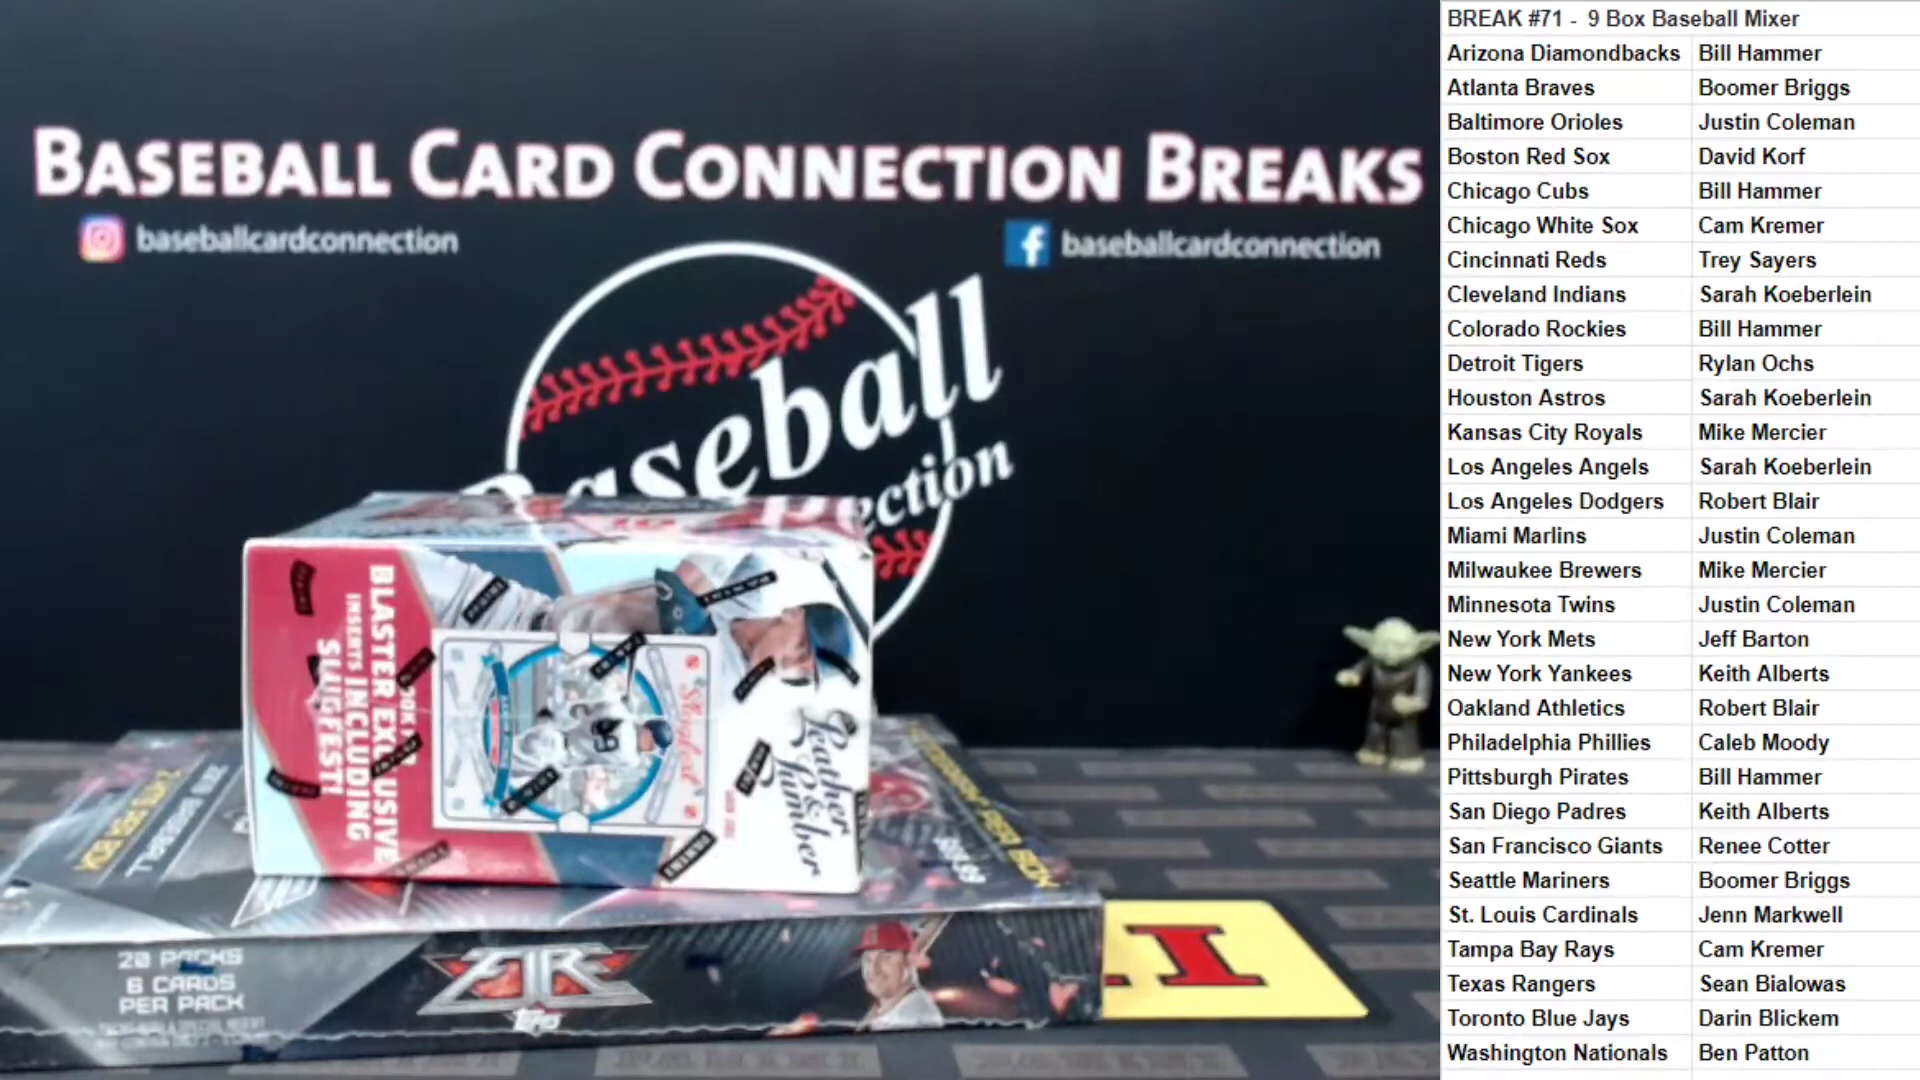 BASEBALL CARD CONNECTION BREAKS
baseballcardconnection
baseballcardconnection
Baseball
ection
BLASTER EXCLUSIVE
INSERTS INCLUDING
SLUGFEST!
Slugfest
Leather
&
Lumber
PANINI
20 PACKS
6 CARDS
PER PACK
FIRE
TOPPS
BREAK #71 - 9 Box Baseball Mixer
Arizona Diamondbacks Bill Hammer
Atlanta Braves Boomer Briggs
Baltimore Orioles Justin Coleman
Boston Red Sox David Korf
Chicago Cubs Bill Hammer
Chicago White Sox Cam Kremer
Cincinnati Reds Trey Sayers
Cleveland Indians Sarah Koeberlein
Colorado Rockies Bill Hammer
Detroit Tigers Rylan Ochs
Houston Astros Sarah Koeberlein
Kansas City Royals Mike Mercier
Los Angeles Angels Sarah Koeberlein
Los Angeles Dodgers Robert Blair
Miami Marlins Justin Coleman
Milwaukee Brewers Mike Mercier
Minnesota Twins Justin Coleman
New York Mets Jeff Barton
New York Yankees Keith Alberts
Oakland Athletics Robert Blair
Philadelphia Phillies Caleb Moody
Pittsburgh Pirates Bill Hammer
San Diego Padres Keith Alberts
San Francisco Giants Renee Cotter
Seattle Mariners Boomer Briggs
St. Louis Cardinals Jenn Markwell
Tampa Bay Rays Cam Kremer
Texas Rangers Sean Bialowas
Toronto Blue Jays Darin Blickem
Washington Nationals Ben Patton